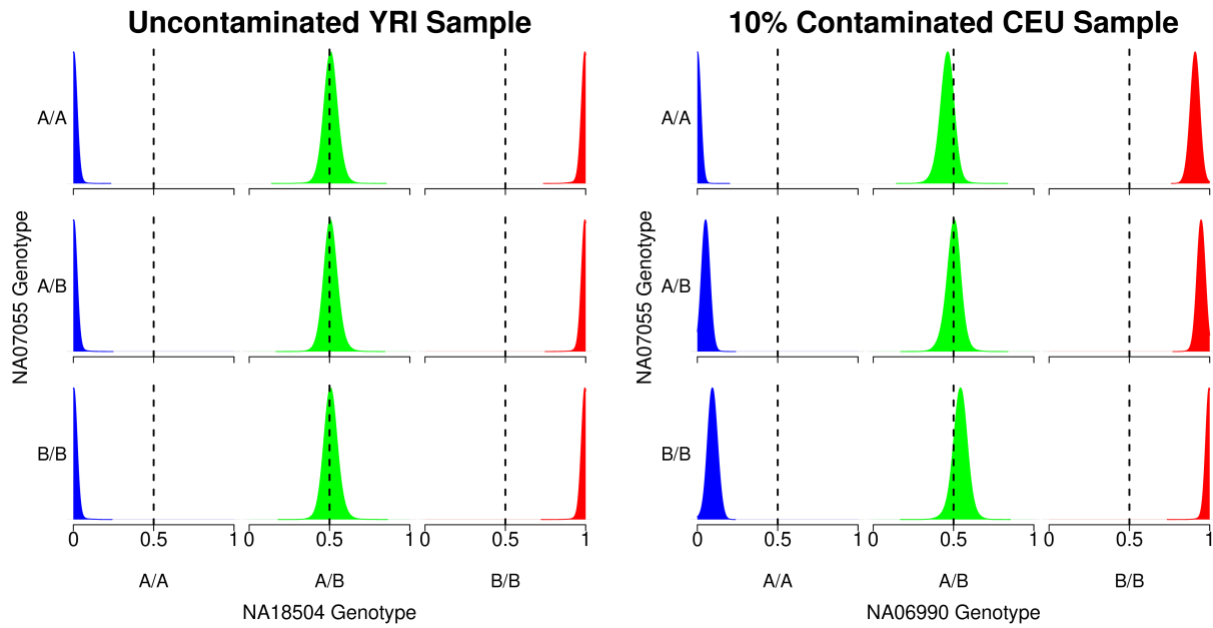 Uncontaminated YRI Sample
10% Contaminated CEU Sample
NA07055 Genotype
A/A
A/B
B/B
0 0.5 1 0 0.5 1 0 0.5 1
A/A A/B B/B
NA18504 Genotype
NA07055 Genotype
A/A
A/B
B/B
0 0.5 1 0 0.5 1 0 0.5 1
A/A A/B B/B
NA06990 Genotype